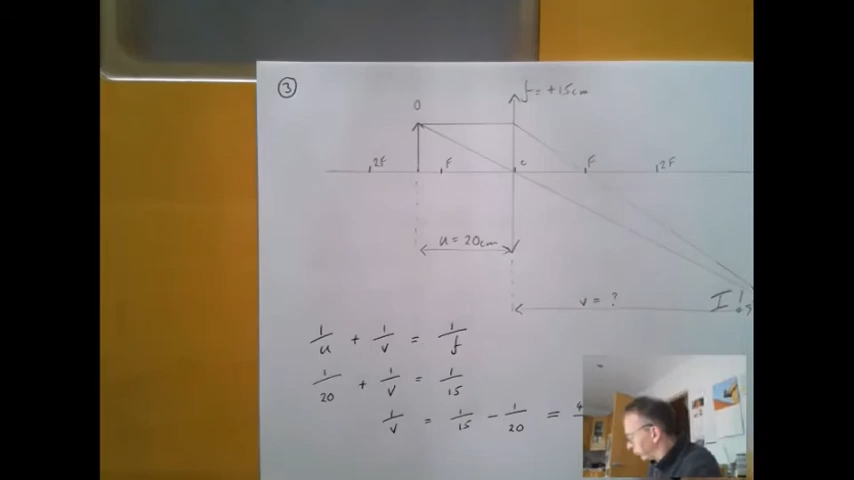 3
f = +15cm
O
2F F c F 2F
u = 20cm
v = ?
I
1/u + 1/v = 1/f
1/20 + 1/v = 1/15
1/v = 1/15 - 1/20 =